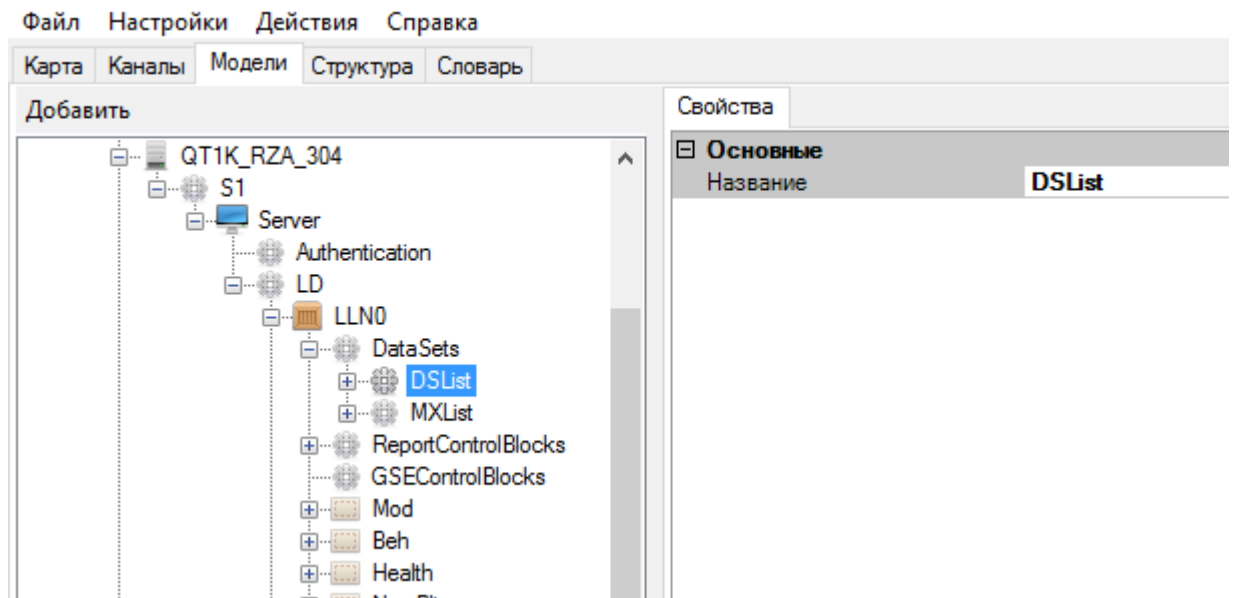 Файл Настройки Действия Справка
Карта Каналы Модели Структура Словарь
Добавить
Свойства
QT1K_RZA_304
Основные
S1
Название DSList
Server
Authentication
LD
LLN0
DataSets
DSList
MXList
ReportControlBlocks
GSEControlBlocks
Mod
Beh
Health